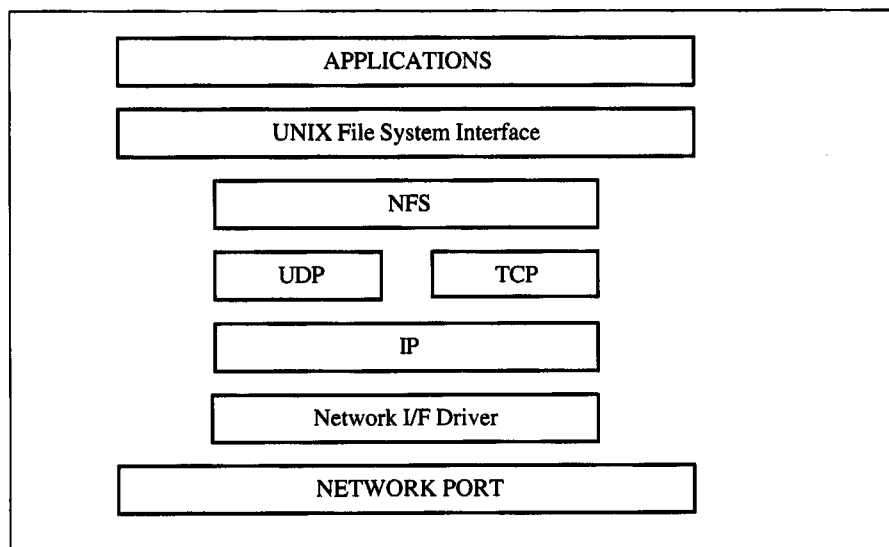 APPLICATIONS
UNIX File System Interface
NFS
UDP TCP
IP
Network I/F Driver
NETWORK PORT